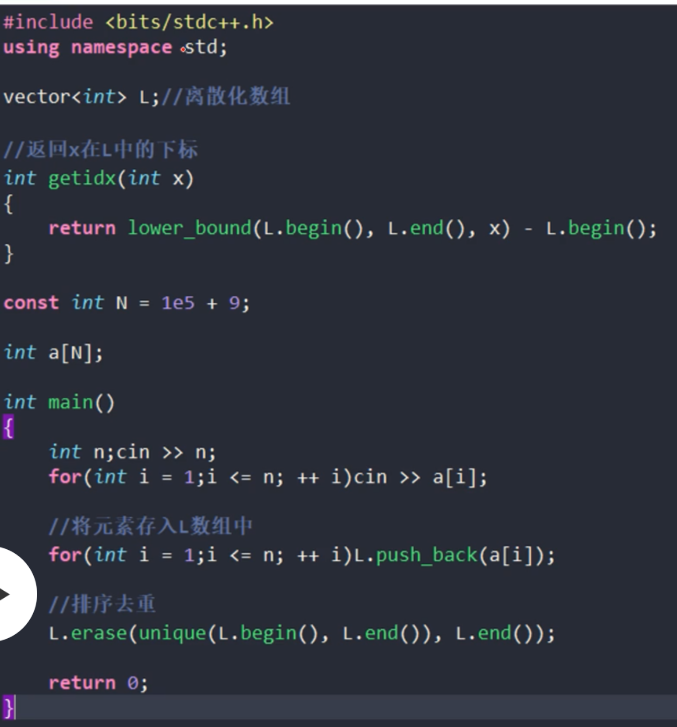 #include <bits/stdc++.h>
using namespace std;
vector<int> L;//离散化数组
//返回x在L中的下标
int getidx(int x)
{
return lower_bound(L.begin(), L.end(), x) - L.begin();
}
const int N = 1e5 + 9;
int a[N];
int main()
{
int n;cin >> n;
for(int i = 1;i <= n; ++ i)cin >> a[i];
//将元素存入L数组中
for(int i = 1;i <= n; ++ i)L.push_back(a[i]);
//排序去重
L.erase(unique(L.begin(), L.end()), L.end());
return 0;
}